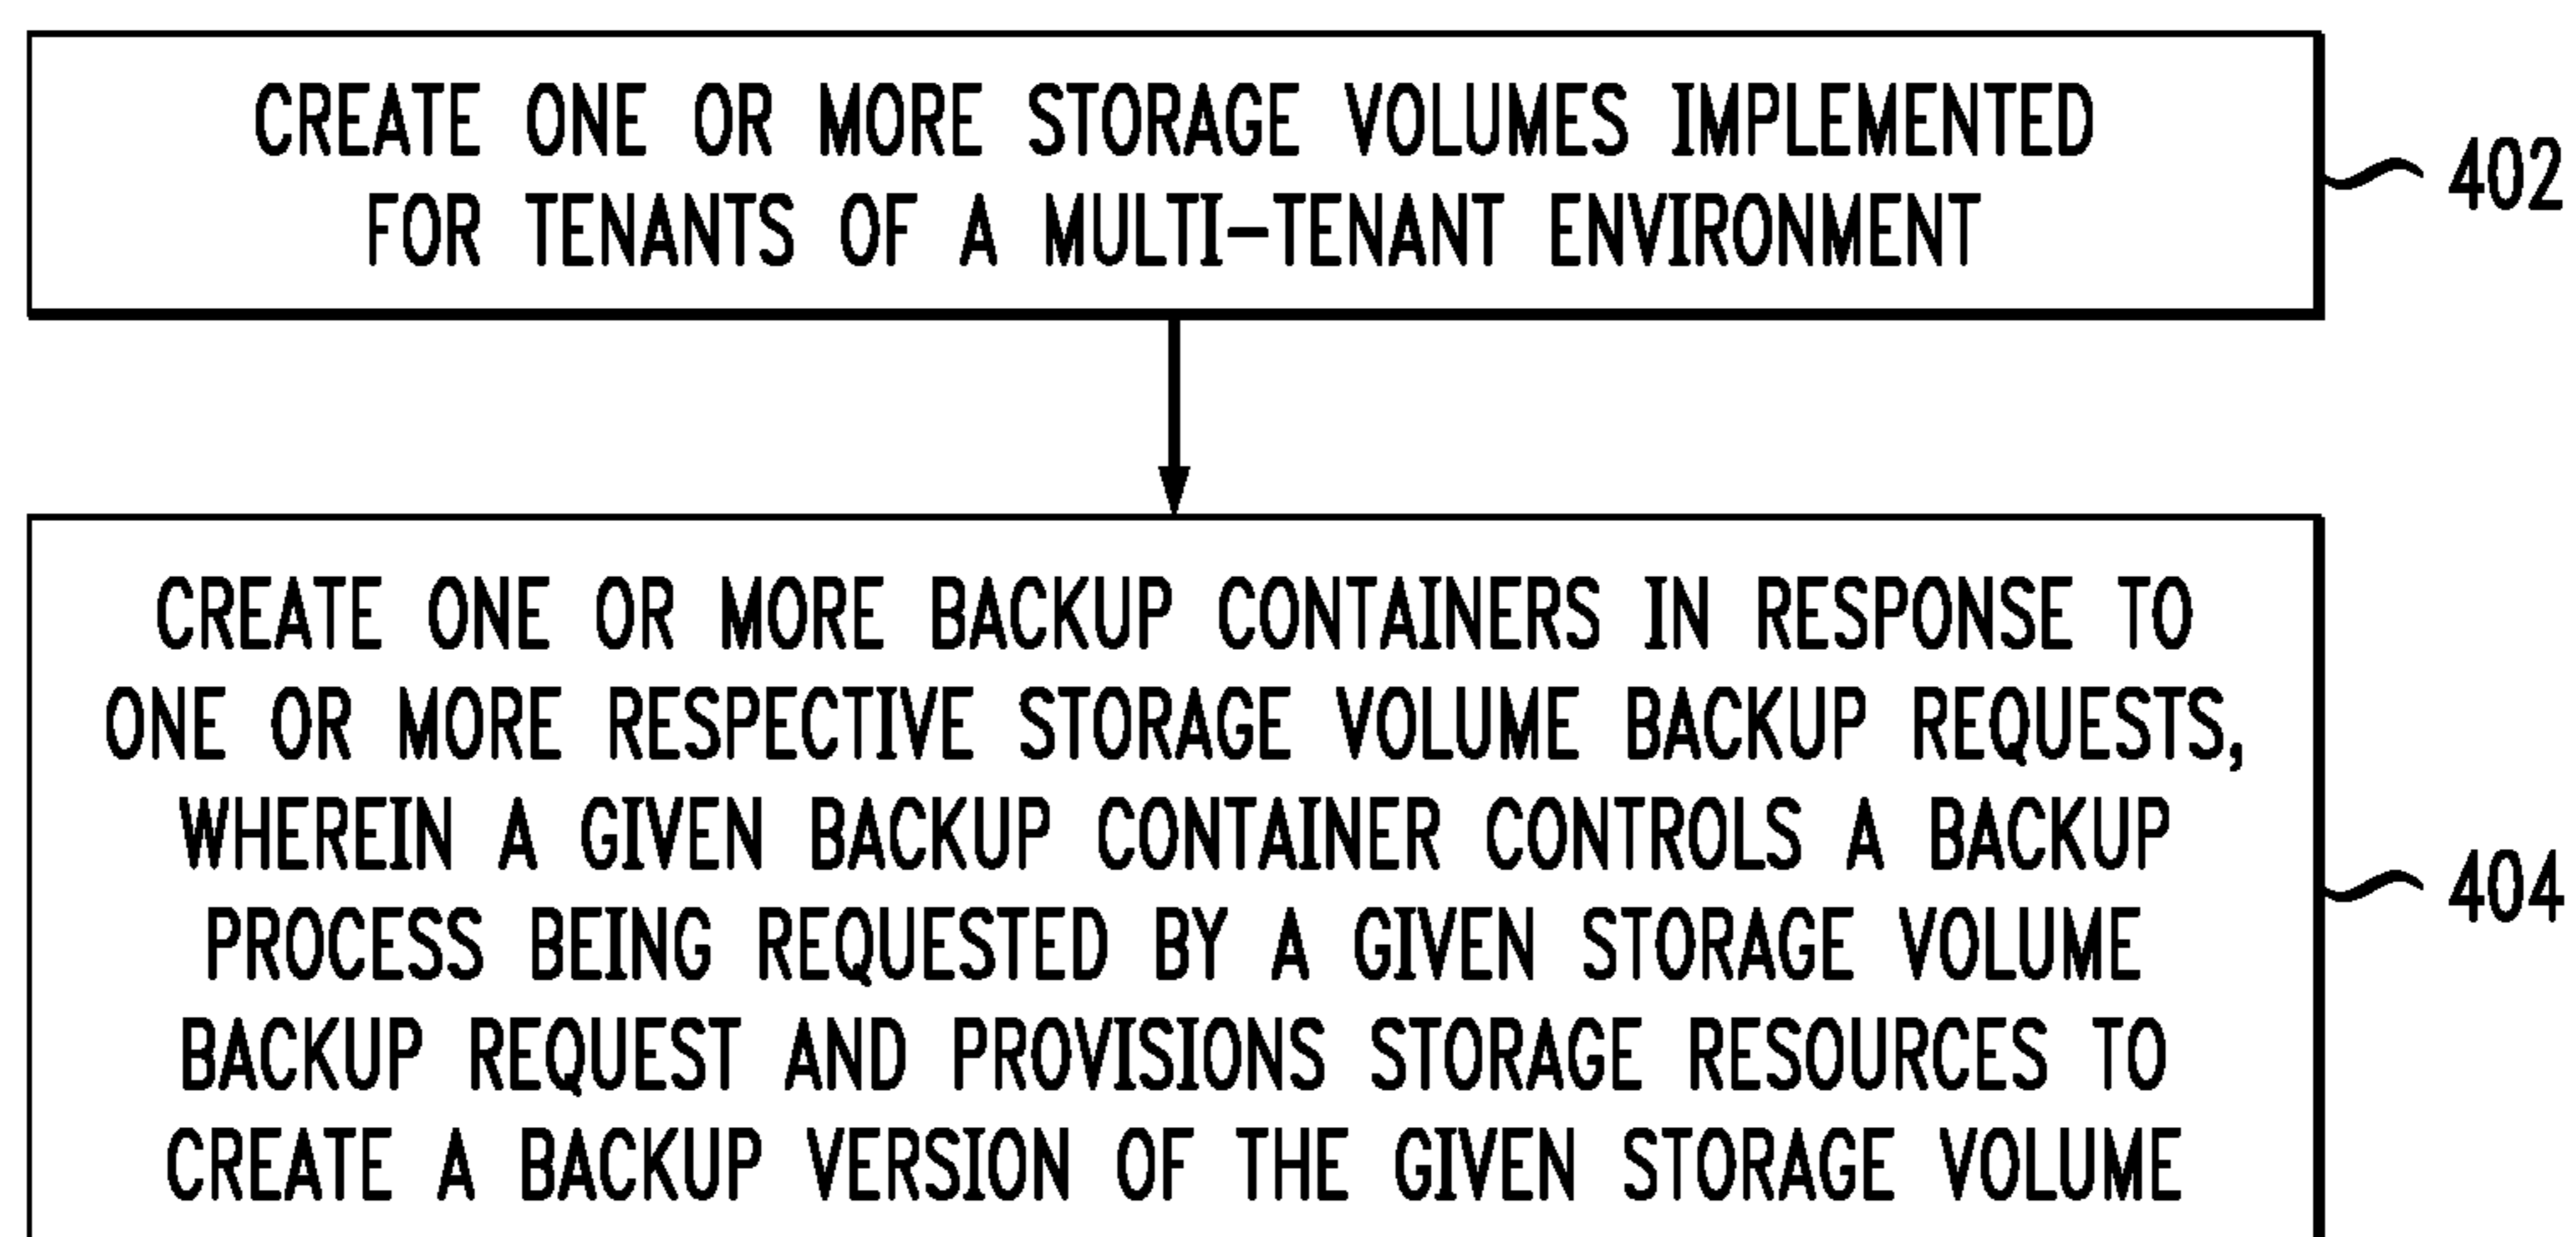 CREATE ONE OR MORE STORAGE VOLUMES IMPLEMENTED
FOR TENANTS OF A MULTI-TENANT ENVIRONMENT
402
CREATE ONE OR MORE BACKUP CONTAINERS IN RESPONSE TO
ONE OR MORE RESPECTIVE STORAGE VOLUME BACKUP REQUESTS,
WHEREIN A GIVEN BACKUP CONTAINER CONTROLS A BACKUP
PROCESS BEING REQUESTED BY A GIVEN STORAGE VOLUME
BACKUP REQUEST AND PROVISIONS STORAGE RESOURCES TO
CREATE A BACKUP VERSION OF THE GIVEN STORAGE VOLUME
404